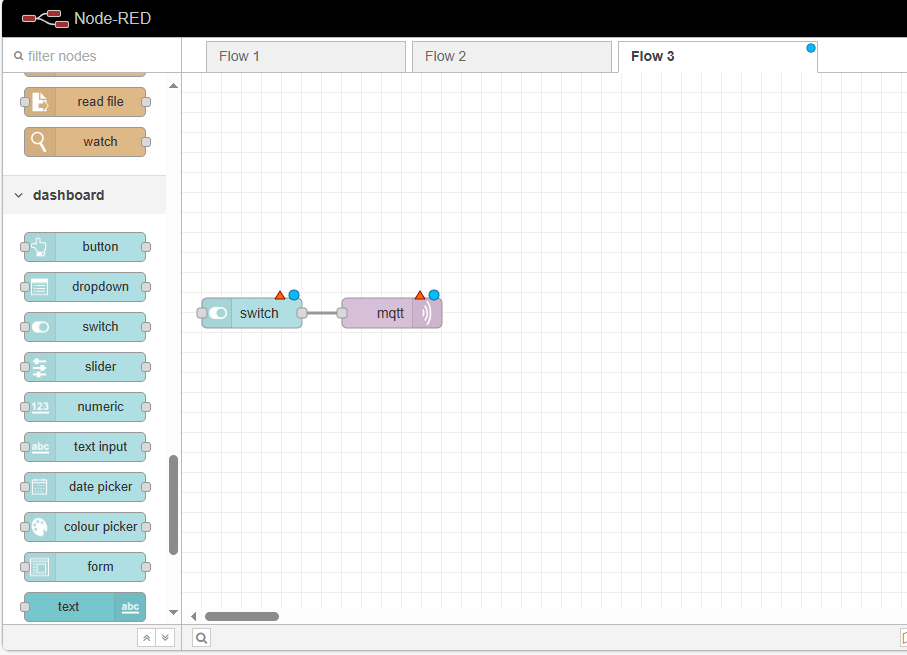 Node-RED
filter nodes
Flow 1
Flow 2
Flow 3
read file
watch
dashboard
button
dropdown
switch
slider
123
numeric
abc
text input
date picker
colour picker
form
text
abc
switch
mqtt